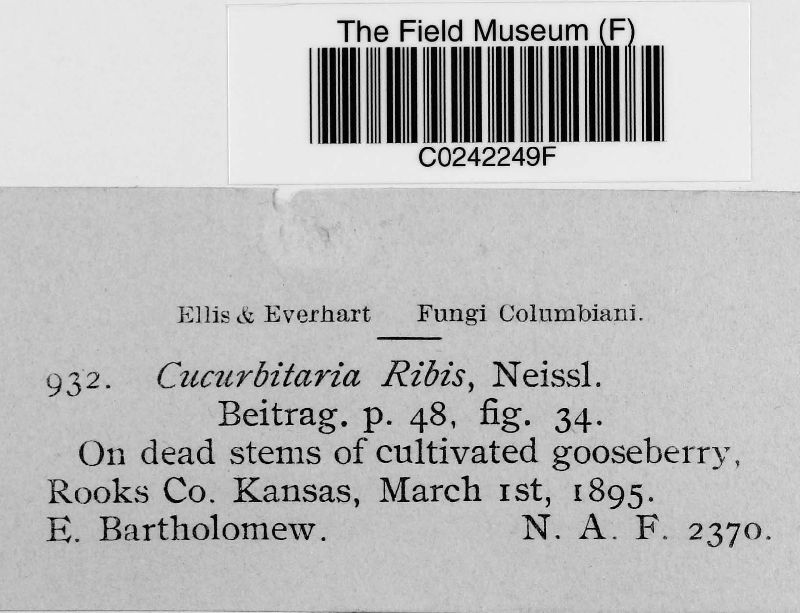 The Field Museum (F)
C0242249F
Ellis & Everhart Fungi Columbiani.
932. Cucurbitaria Ribis, Neissl.
Beitrag. p. 48, fig. 34.
On dead stems of cultivated gooseberry,
Rooks Co. Kansas, March 1st, 1895.
E. Bartholomew. N. A. F. 2370.